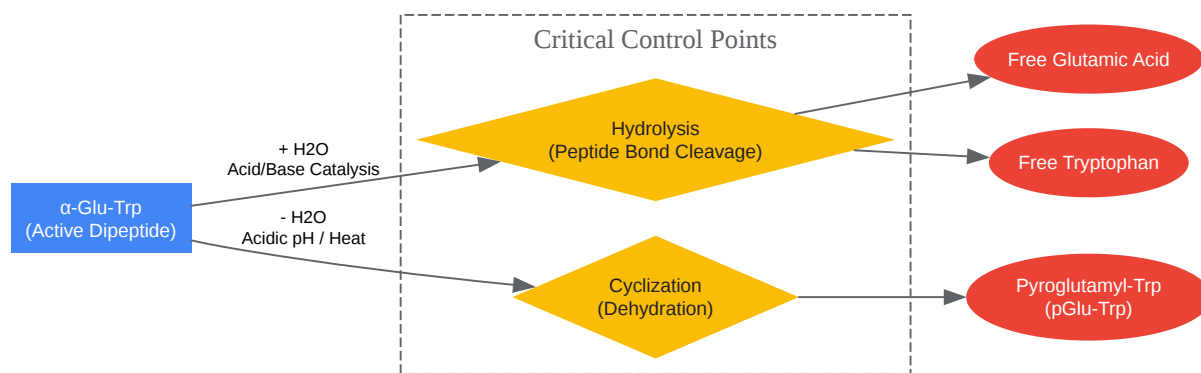 Critical Control Points
α-Glu-Trp
(Active Dipeptide)
+ H2O
Acid/Base Catalysis
- H2O
Acidic pH / Heat
Hydrolysis
(Peptide Bond Cleavage)
Cyclization
(Dehydration)
Free Glutamic Acid
Free Tryptophan
Pyroglutamyl-Trp
(pGlu-Trp)